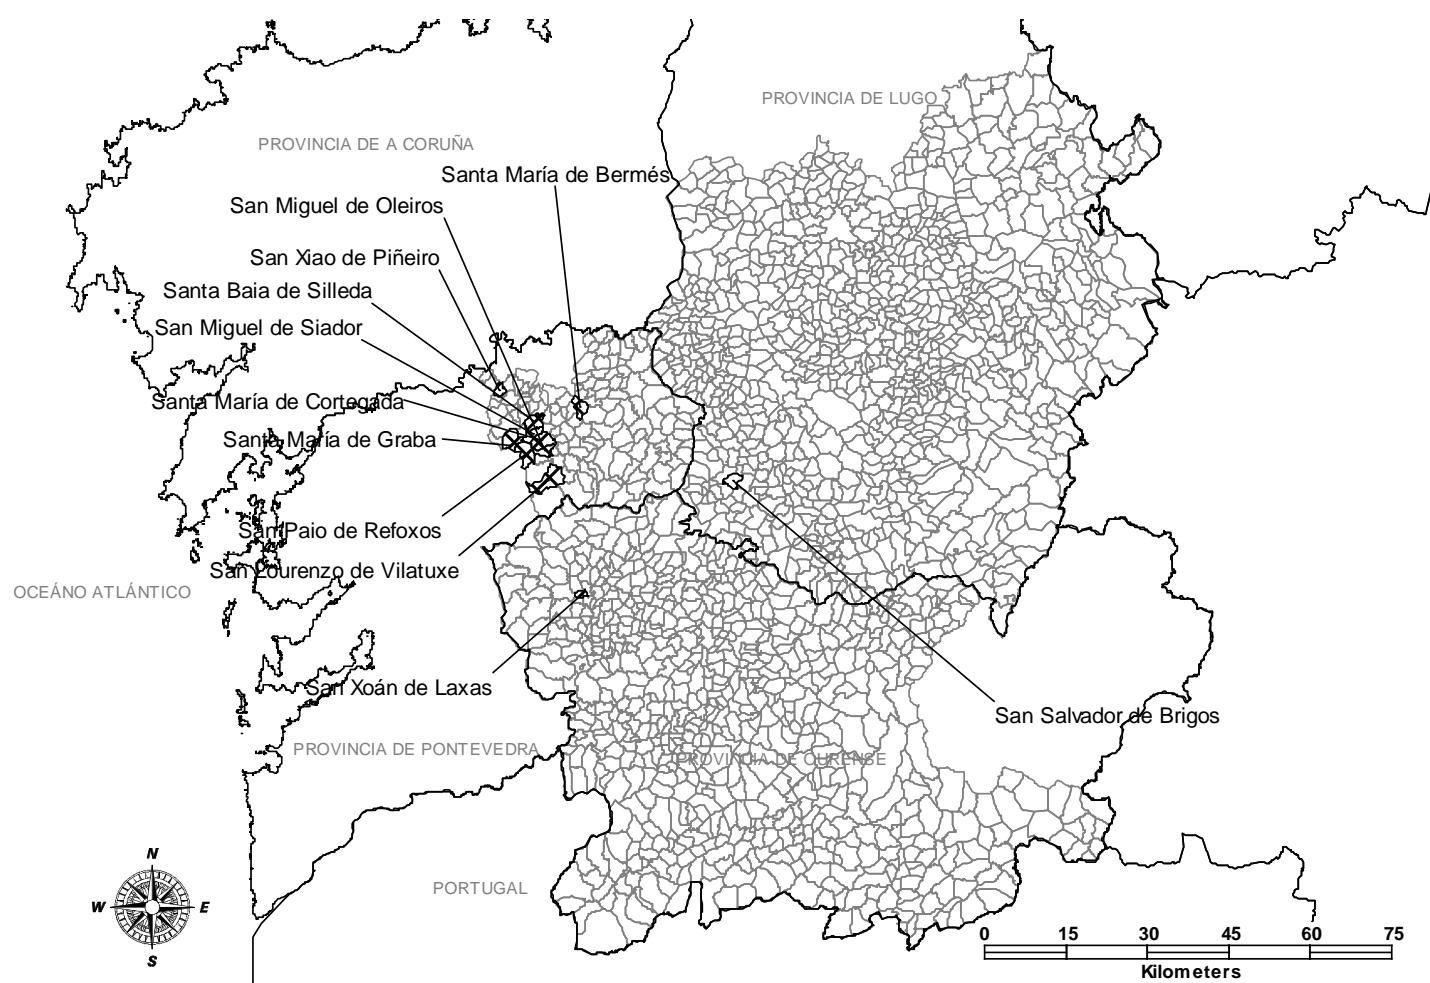 PROVINCIA DE LUGO
PROVINCIA DE A CORUÑA
Santa María de Bermés
San Miguel de Oleiros
San Xiao de Piñeiro
Santa Baia de Silleda
San Miguel de Siador
Santa María de Cortegada
Santa María de Graba
San Paio de Refoxos
San Lourenzo de Vilatuxe
OCEÁNO ATLÁNTICO
San Xoán de Laxas
San Salvador de Brigos
PROVINCIA DE PONTEVEDRA
PROVINCIA DE OURENSE
PORTUGAL
N
W E
S
0 15 30 45 60 75
Kilometers